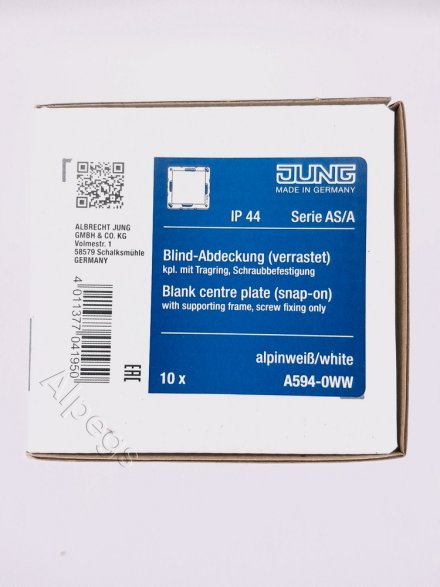 JUNG
MADE IN GERMANY
IP 44 Serie AS/A
ALBRECHT JUNG
GMBH & CO. KG
Volmestr. 1
58579 Schalksmühle
GERMANY
Blind-Abdeckung (verrastet)
kpl. mit Tragring, Schraubbefestigung
Blank centre plate (snap-on)
with supporting frame, screw fixing only
alpinweiß/white
10 x A594-0WW
4 011377 041950
EAC
Alpegs